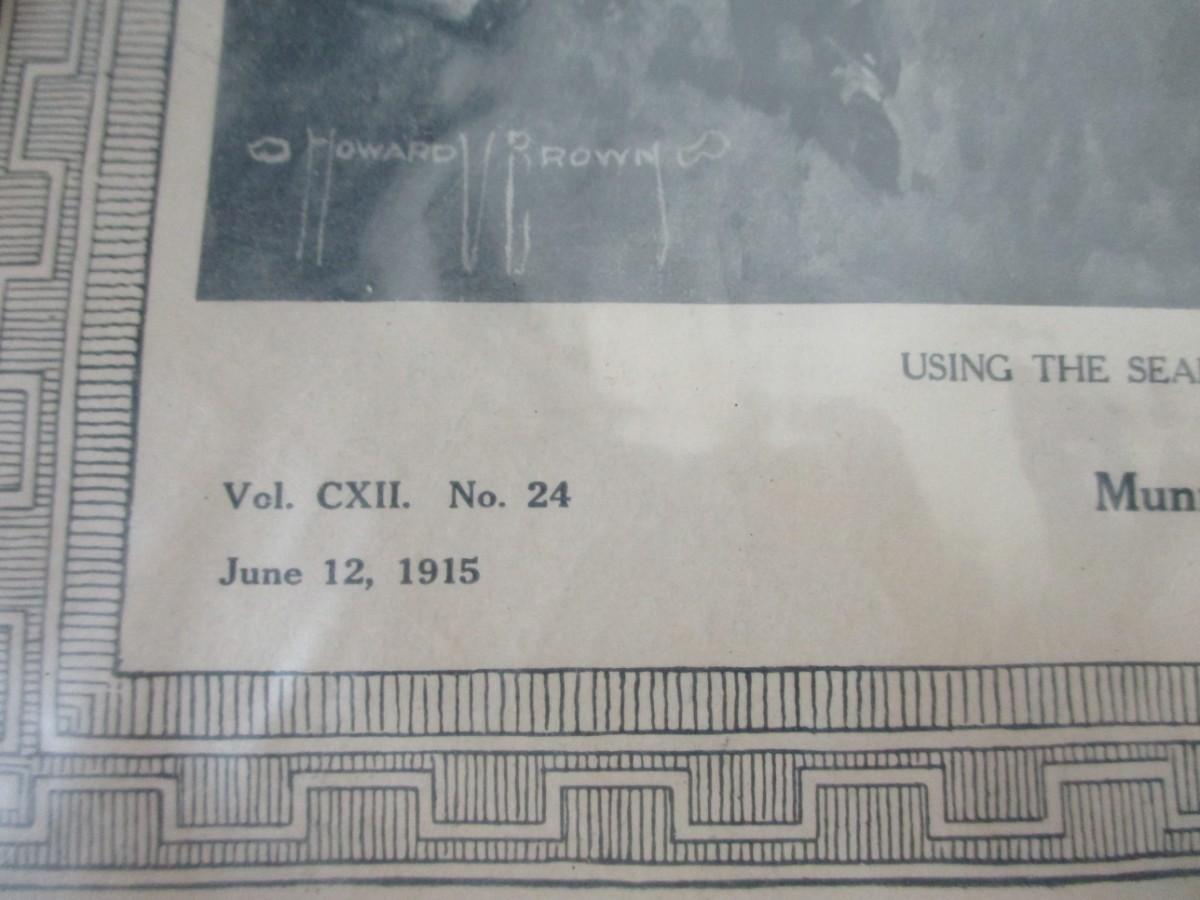 HOWARD V BROWN
USING THE SEA
Vol. CXII. No. 24
Mun
June 12, 1915